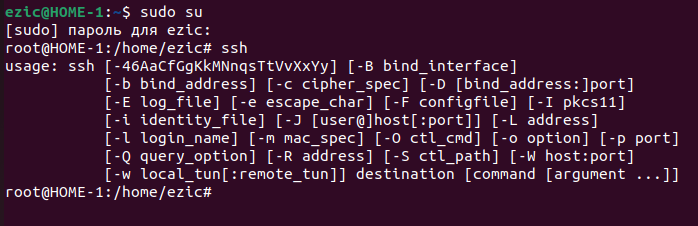 ezic@HOME-1:~$ sudo su
[sudo] пароль для ezic:
root@HOME-1:/home/ezic# ssh
usage: ssh [-46AaCfGgKkMNnqsTtVvXxYy] [-B bind_interface]
           [-b bind_address] [-c cipher_spec] [-D [bind_address:]port]
           [-E log_file] [-e escape_char] [-F configfile] [-I pkcs11]
           [-i identity_file] [-J [user@]host[:port]] [-L address]
           [-l login_name] [-m mac_spec] [-O ctl_cmd] [-o option] [-p port]
           [-Q query_option] [-R address] [-S ctl_path] [-W host:port]
           [-w local_tun[:remote_tun]] destination [command [argument ...]]
root@HOME-1:/home/ezic#